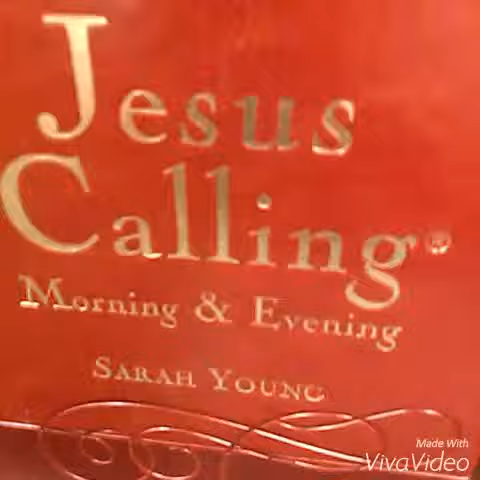 Jesus
Calling®
Morning & Evening
Sarah Young
Made With
VivaVideo